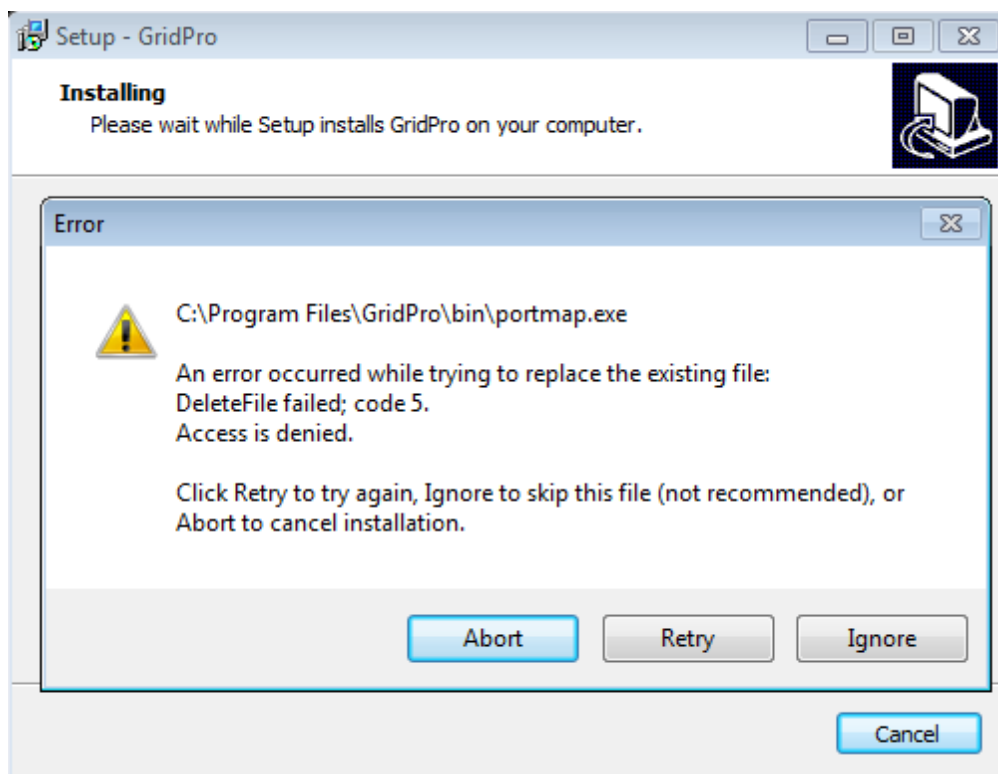 Setup - GridPro
Installing
Please wait while Setup installs GridPro on your computer.
Error
C:\Program Files\GridPro\bin\portmap.exe
An error occurred while trying to replace the existing file:
DeleteFile failed; code 5.
Access is denied.
Click Retry to try again, Ignore to skip this file (not recommended), or
Abort to cancel installation.
Abort
Retry
Ignore
Cancel